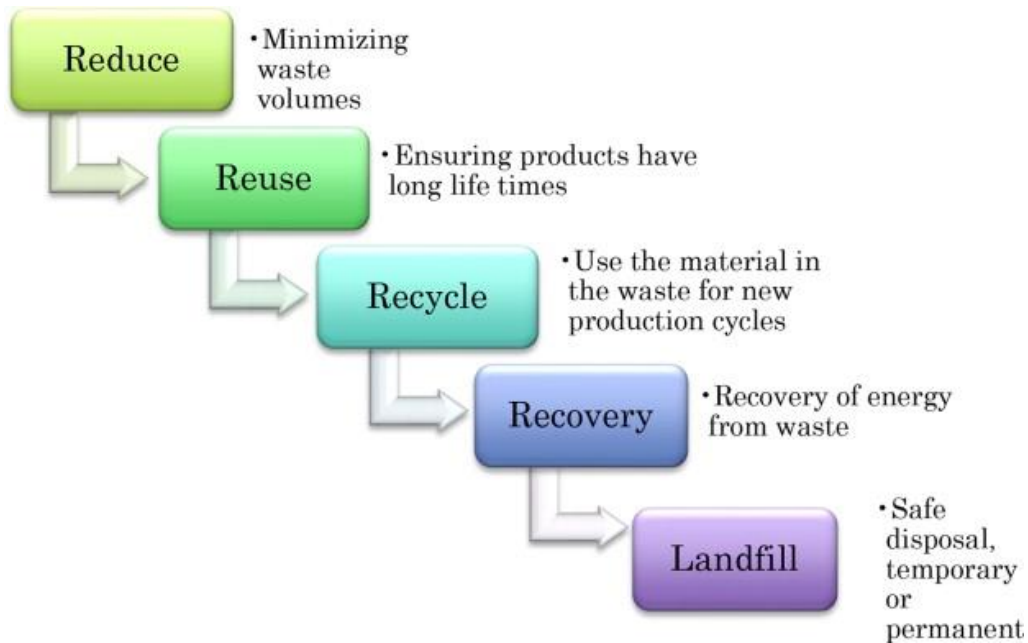 Reduce
• Minimizing
waste
volumes
Reuse
• Ensuring products have
long life times
Recycle
• Use the material in
the waste for new
production cycles
Recovery
• Recovery of energy
from waste
Landfill
• Safe
disposal,
temporary
or
permanent